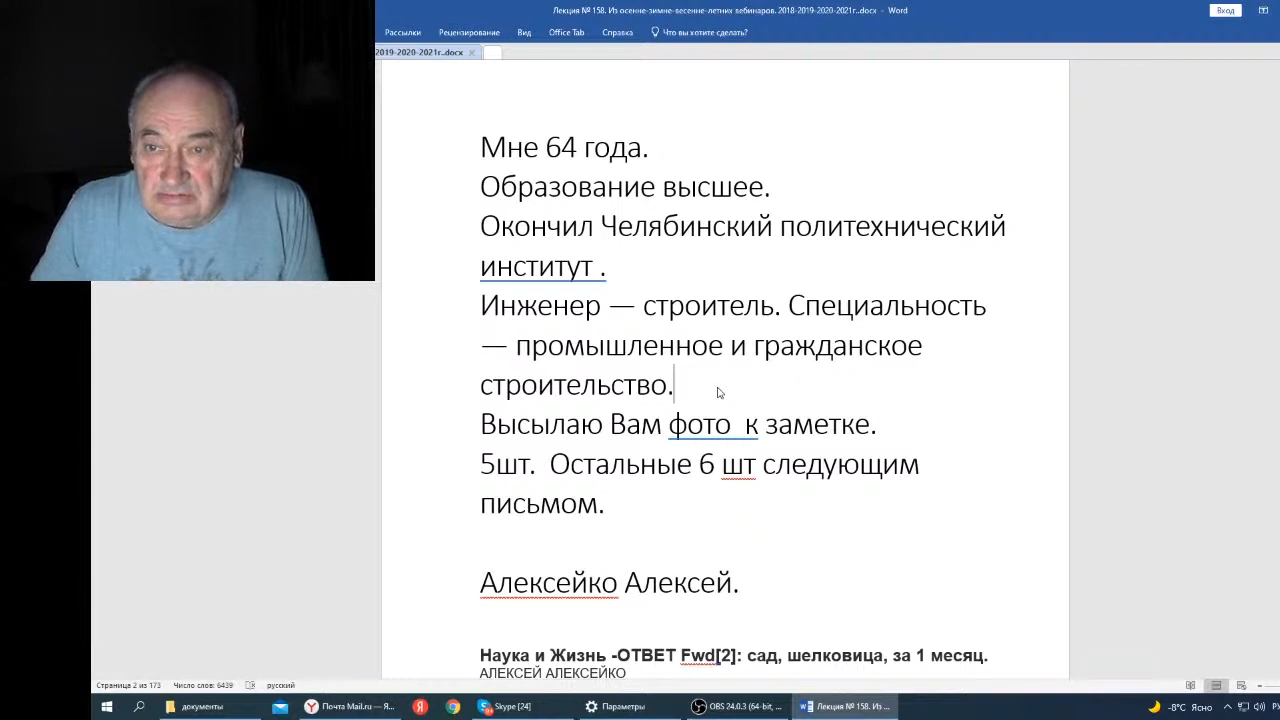 Лекция № 158. Из осенне-зимне-весенне-летних вебинаров. 2018-2019-2020-2021г..docx - Word
Вход
Рассылки Рецензирование Вид Office Tab Справка Что вы хотите сделать?
2019-2020-2021г..docx
Мне 64 года.
Образование высшее.
Окончил Челябинский политехнический
институт .
Инженер — строитель. Специальность
— промышленное и гражданское
строительство.
Высылаю Вам фото к заметке.
5шт. Остальные 6 шт следующим
письмом.
Алексейко Алексей.
Наука и Жизнь -ОТВЕТ Fwd[2]: сад, шелковица, за 1 месяц.
АЛЕКСЕЙ АЛЕКСЕЙКО
Страница 2 из 173 Число слов: 6439 русский
документы Почта Mail.ru — Я... Skype [24] Параметры OBS 24.0.3 (64-bit, ... Лекция № 158. Из ... -8°C Ясно